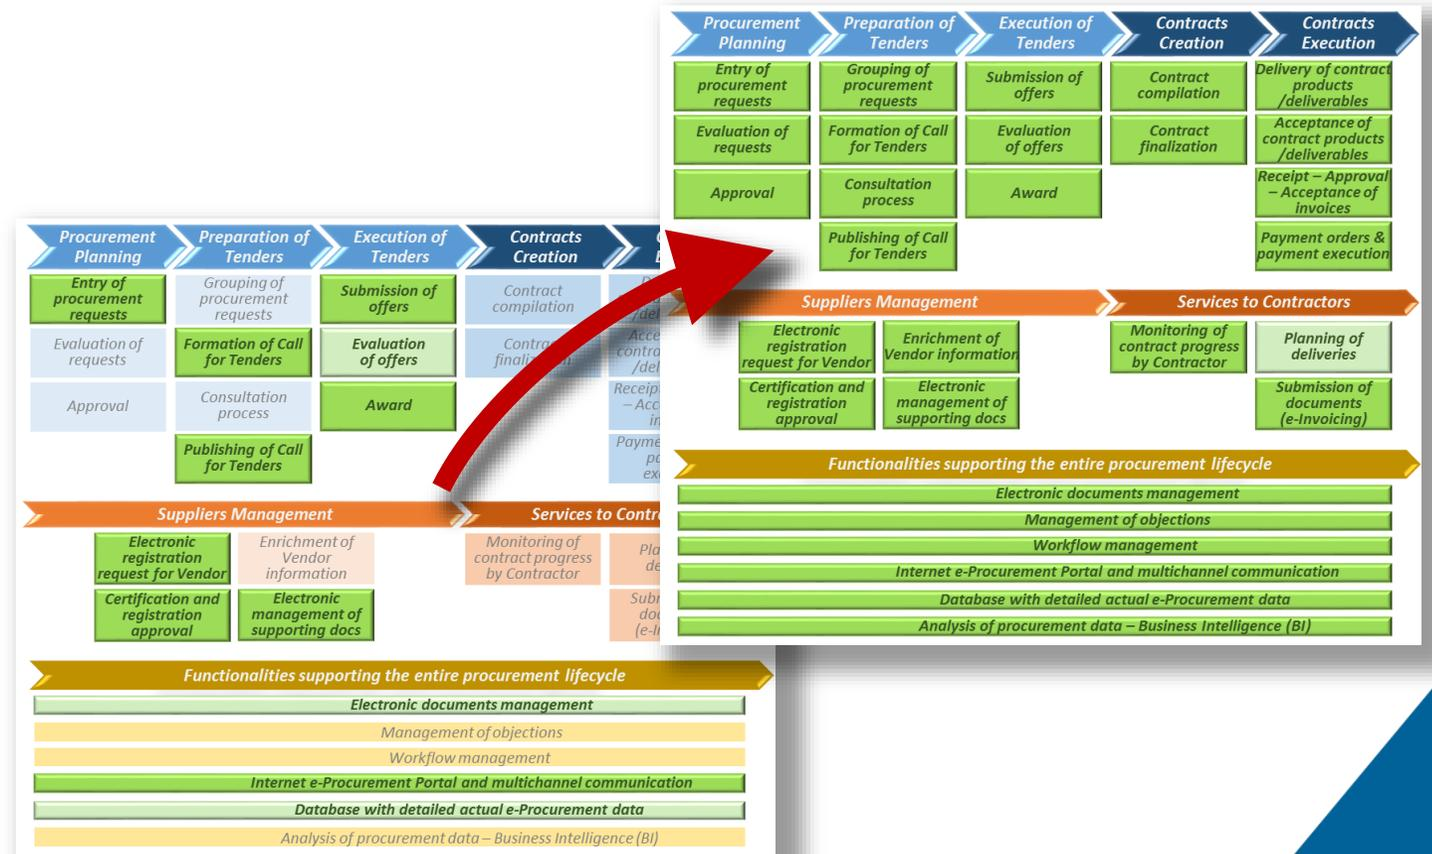 Procurement
Planning
Preparation of
Tenders
Execution of
Tenders
Contracts
Creation
Contracts
Execution
Entry of
procurement
requests
Grouping of
procurement
requests
Submission of
offers
Contract
compilation
Delivery of contract
products
/deliverables
Evaluation of
requests
Formation of Call
for Tenders
Evaluation
of offers
Contract
finalization
Acceptance of
contract products
/deliverables
Approval
Consultation
process
Award
Receipt – Approval
– Acceptance of
invoices
Publishing of Call
for Tenders
Payment orders &
payment execution
Suppliers Management
Services to Contractors
Electronic
registration
request for Vendor
Enrichment of
Vendor information
Monitoring of
contract progress
by Contractor
Planning of
deliveries
Certification and
registration
approval
Electronic
management of
supporting docs
Submission of
documents
(e-Invoicing)
Functionalities supporting the entire procurement lifecycle
Electronic documents management
Management of objections
Workflow management
Internet e-Procurement Portal and multichannel communication
Database with detailed actual e-Procurement data
Analysis of procurement data – Business Intelligence (BI)
Procurement
Planning
Preparation of
Tenders
Execution of
Tenders
Contracts
Creation
Entry of
procurement
requests
Grouping of
procurement
requests
Submission of
offers
Contract
compilation
Evaluation of
requests
Formation of Call
for Tenders
Evaluation
of offers
Approval
Consultation
process
Award
Publishing of Call
for Tenders
Suppliers Management
Services to
Electronic
registration
request for Vendor
Enrichment of
Vendor
information
Monitoring of
contract progress
by Contractor
Certification and
registration
approval
Electronic
management of
supporting docs
Functionalities supporting the entire procurement lifecycle
Electronic documents management
Management of objections
Workflow management
Internet e-Procurement Portal and multichannel communication
Database with detailed actual e-Procurement data
Analysis of procurement data – Business Intelligence (BI)